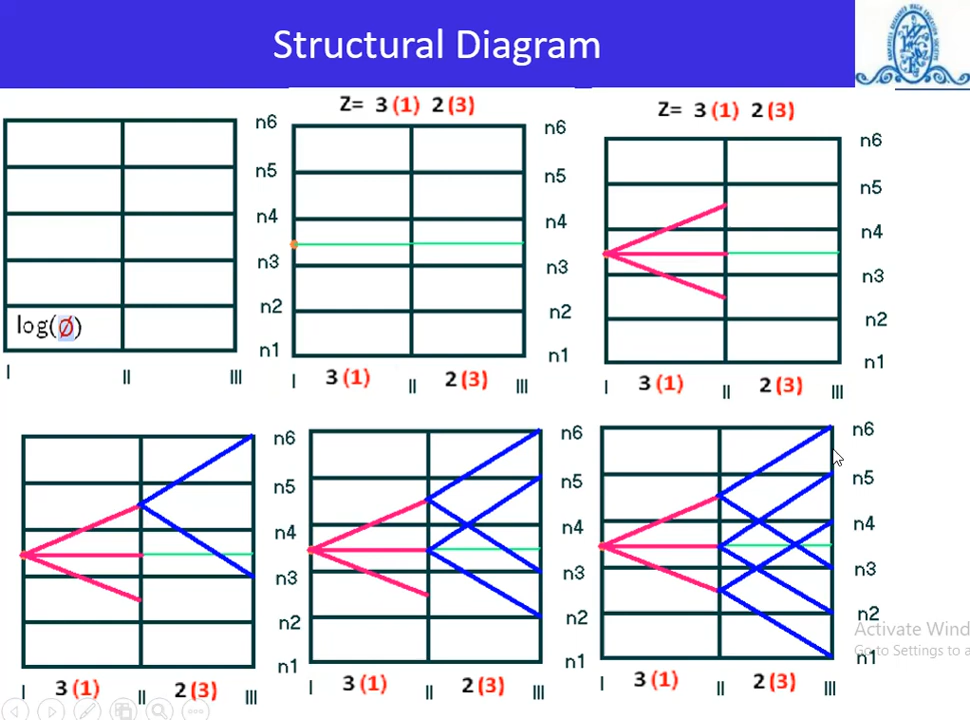 Structural Diagram
n6
n5
n4
n3
n2
n1
log(ø)
I II III
Z= 3 (1) 2 (3)
n6
n5
n4
n3
n2
n1
3 (1) 2 (3)
I II III
Z= 3 (1) 2 (3)
n6
n5
n4
n3
n2
n1
3 (1) 2 (3)
I II III
n6
n5
n4
n3
n2
n1
3 (1) 2 (3)
I II III
n6
n5
n4
n3
n2
n1
3 (1) 2 (3)
I II III
n6
n5
n4
n3
n2
n1
3 (1) 2 (3)
I II III
Activate Wind
Go to Settings to a